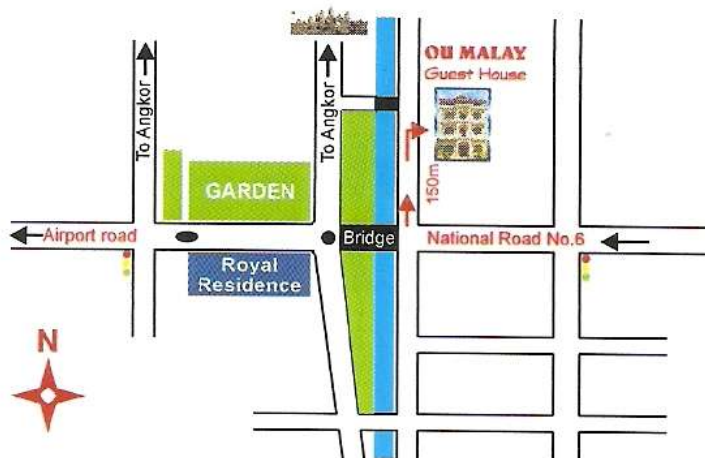 OU MALAY
Guest House
To Angkor
To Angkor
150m
GARDEN
Airport road
Bridge
National Road No.6
Royal
Residence
N